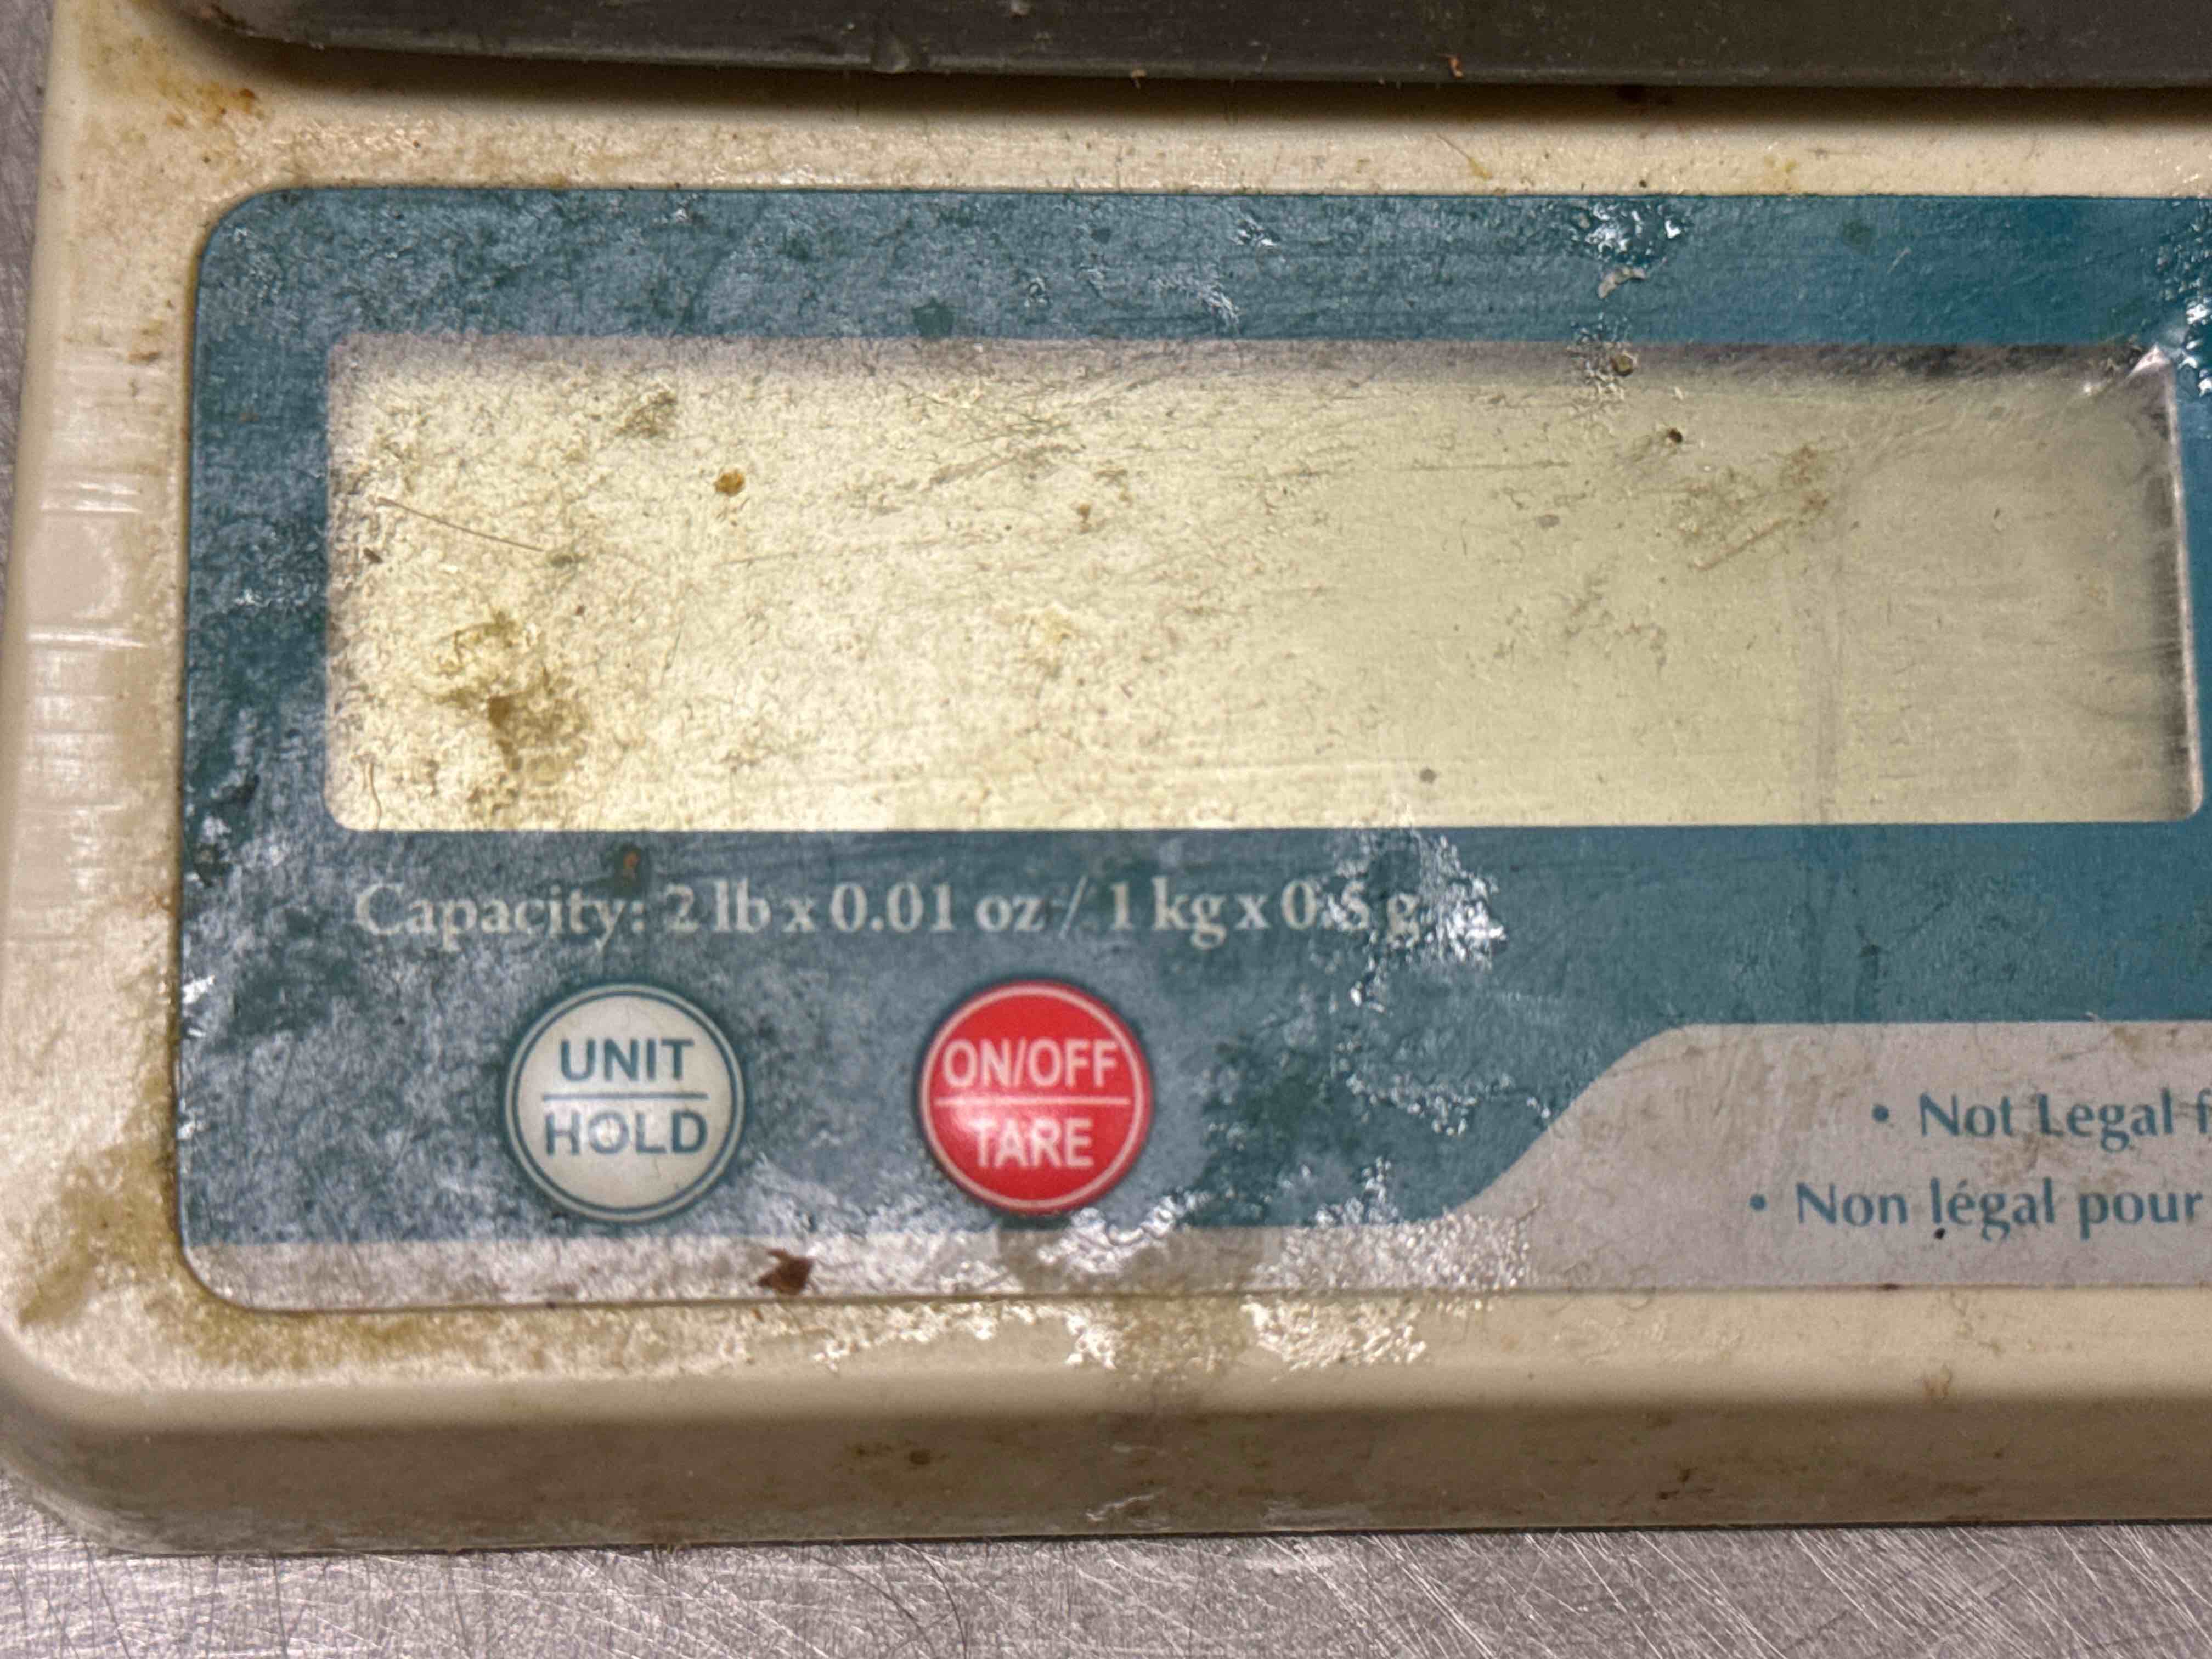 Capacity: 2 lb x 0.01 oz / 1 kg x 0.5 g
UNIT
HOLD
ON/OFF
TARE
• Not Legal
• Non légal pour